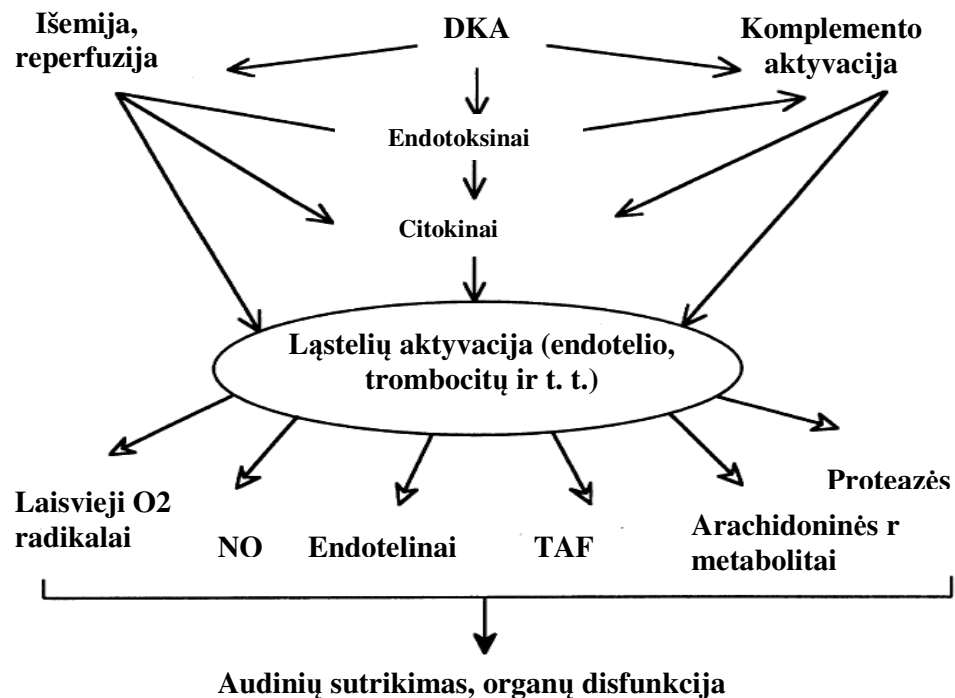 Išemija,
reperfuzija
DKA
Komplemento
aktyvacija
Endotoksinai
Citokinai
Ląstelių aktyvacija (endotelio,
trombocitų ir t. t.)
Laisvieji O2
radikalai
NO
Endotelinai
TAF
Arachidoninės r
metabolitai
Proteazės
Audinių sutrikimas, organų disfunkcija